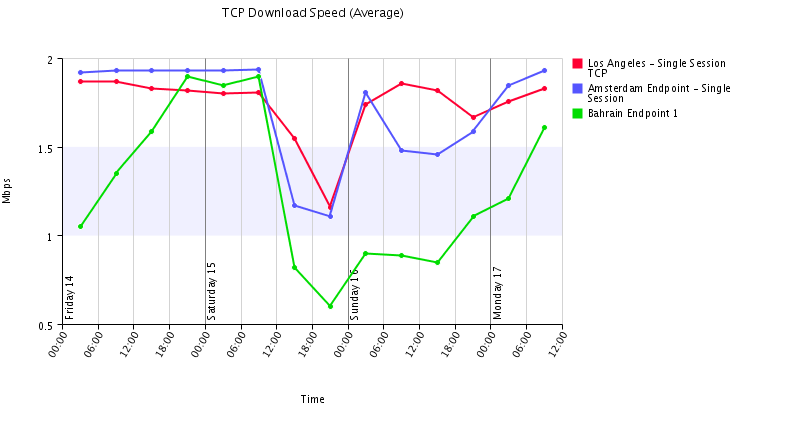 TCP Download Speed (Average)
Mbps
2
1.5
1
0.5
Friday 14
Saturday 15
Sunday 16
Monday 17
00:00
06:00
12:00
18:00
00:00
06:00
12:00
18:00
00:00
06:00
12:00
18:00
00:00
06:00
12:00
Time
Los Angeles - Single Session
TCP
Amsterdam Endpoint - Single
Session
Bahrain Endpoint 1